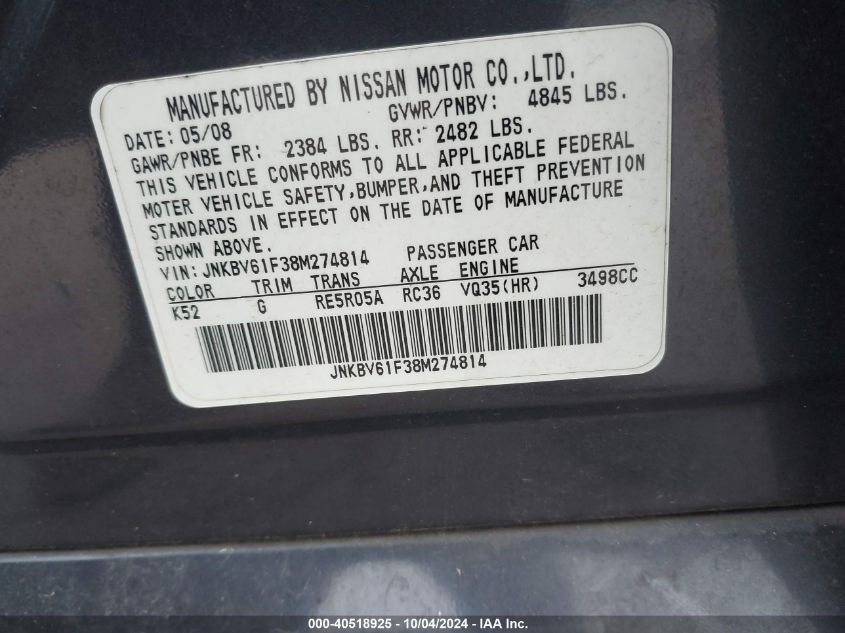 MANUFACTURED BY NISSAN MOTOR CO.,LTD.
DATE: 05/08 GVWR/PNBV: 4845 LBS.
GAWR/PNBE FR: 2384 LBS. RR: 2482 LBS.
THIS VEHICLE CONFORMS TO ALL APPLICABLE FEDERAL
MOTER VEHICLE SAFETY,BUMPER,AND THEFT PREVENTION
STANDARDS IN EFFECT ON THE DATE OF MANUFACTURE
SHOWN ABOVE.
VIN: JNKBV61F38M274814 PASSENGER CAR
COLOR TRIM TRANS AXLE ENGINE
K52 G RE5R05A RC36 VQ35(HR) 3498CC
JNKBV61F38M274814
000-40518925 - 10/04/2024 - IAAI.com